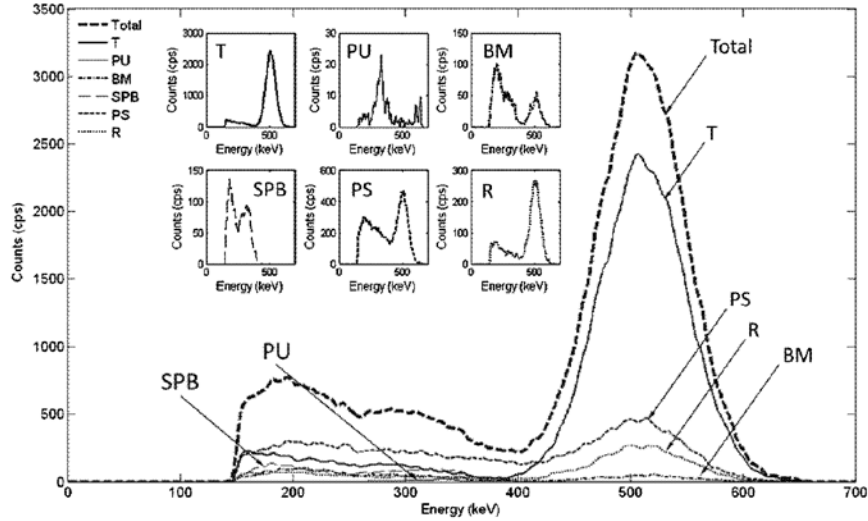 3500
3000
2500
2000
1500
1000
500
0
Counts (cps)
0 100 200 300 400 500 600 700
Energy (keV)
Total
T
PU
BM
SPB
PS
R
T
3000
2000
1000
0
0 500
Counts (cps)
Energy (keV)
PU
30
20
10
0
0 500
Counts (cps)
Energy (keV)
BM
150
100
50
0
0 500
Counts (cps)
Energy (keV)
SPB
150
100
50
0
0 500
Counts (cps)
Energy (keV)
PS
600
400
200
0
0 500
Counts (cps)
Energy (keV)
R
300
200
100
0
0 500
Counts (cps)
Energy (keV)
Total
T
PS
R
BM
PU
SPB